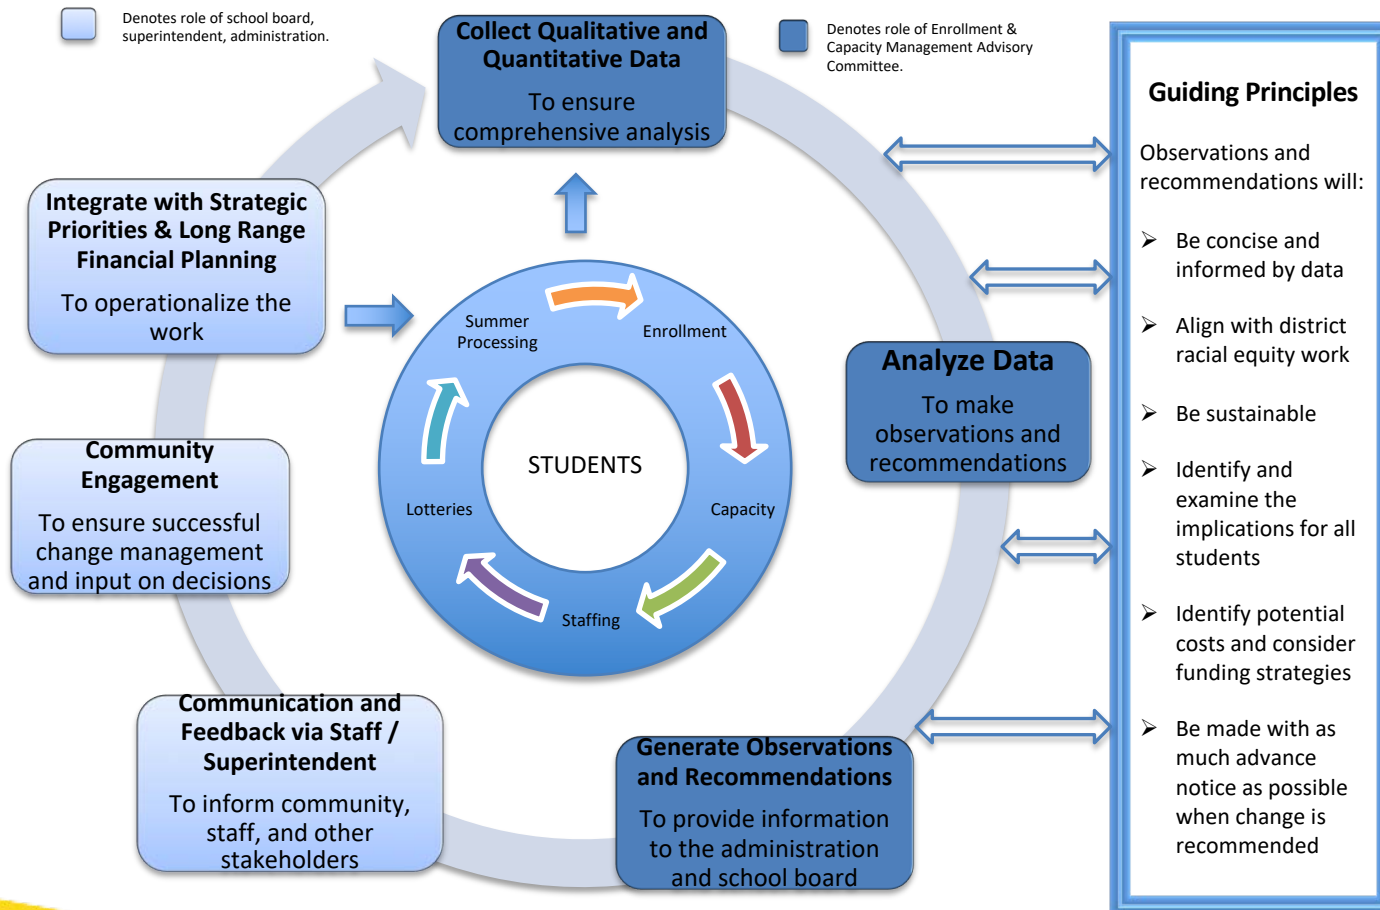 Denotes role of school board,
superintendent, administration.
Collect Qualitative and
Quantitative Data
To ensure
comprehensive analysis
Denotes role of Enrollment &
Capacity Management Advisory
Committee.
Integrate with Strategic
Priorities & Long Range
Financial Planning
To operationalize the
work
Summer
Processing
Enrollment
Analyze Data
To make
observations and
recommendations
STUDENTS
Community
Engagement
To ensure successful
change management
and input on decisions
Lotteries
Capacity
Staffing
Communication and
Feedback via Staff /
Superintendent
To inform community,
staff, and other
stakeholders
Generate Observations
and Recommendations
To provide information
to the administration
and school board
Guiding Principles
Observations and
recommendations will:
➢ Be concise and
informed by data
➢ Align with district
racial equity work
➢ Be sustainable
➢ Identify and
examine the
implications for all
students
➢ Identify potential
costs and consider
funding strategies
➢ Be made with as
much advance
notice as possible
when change is
recommended